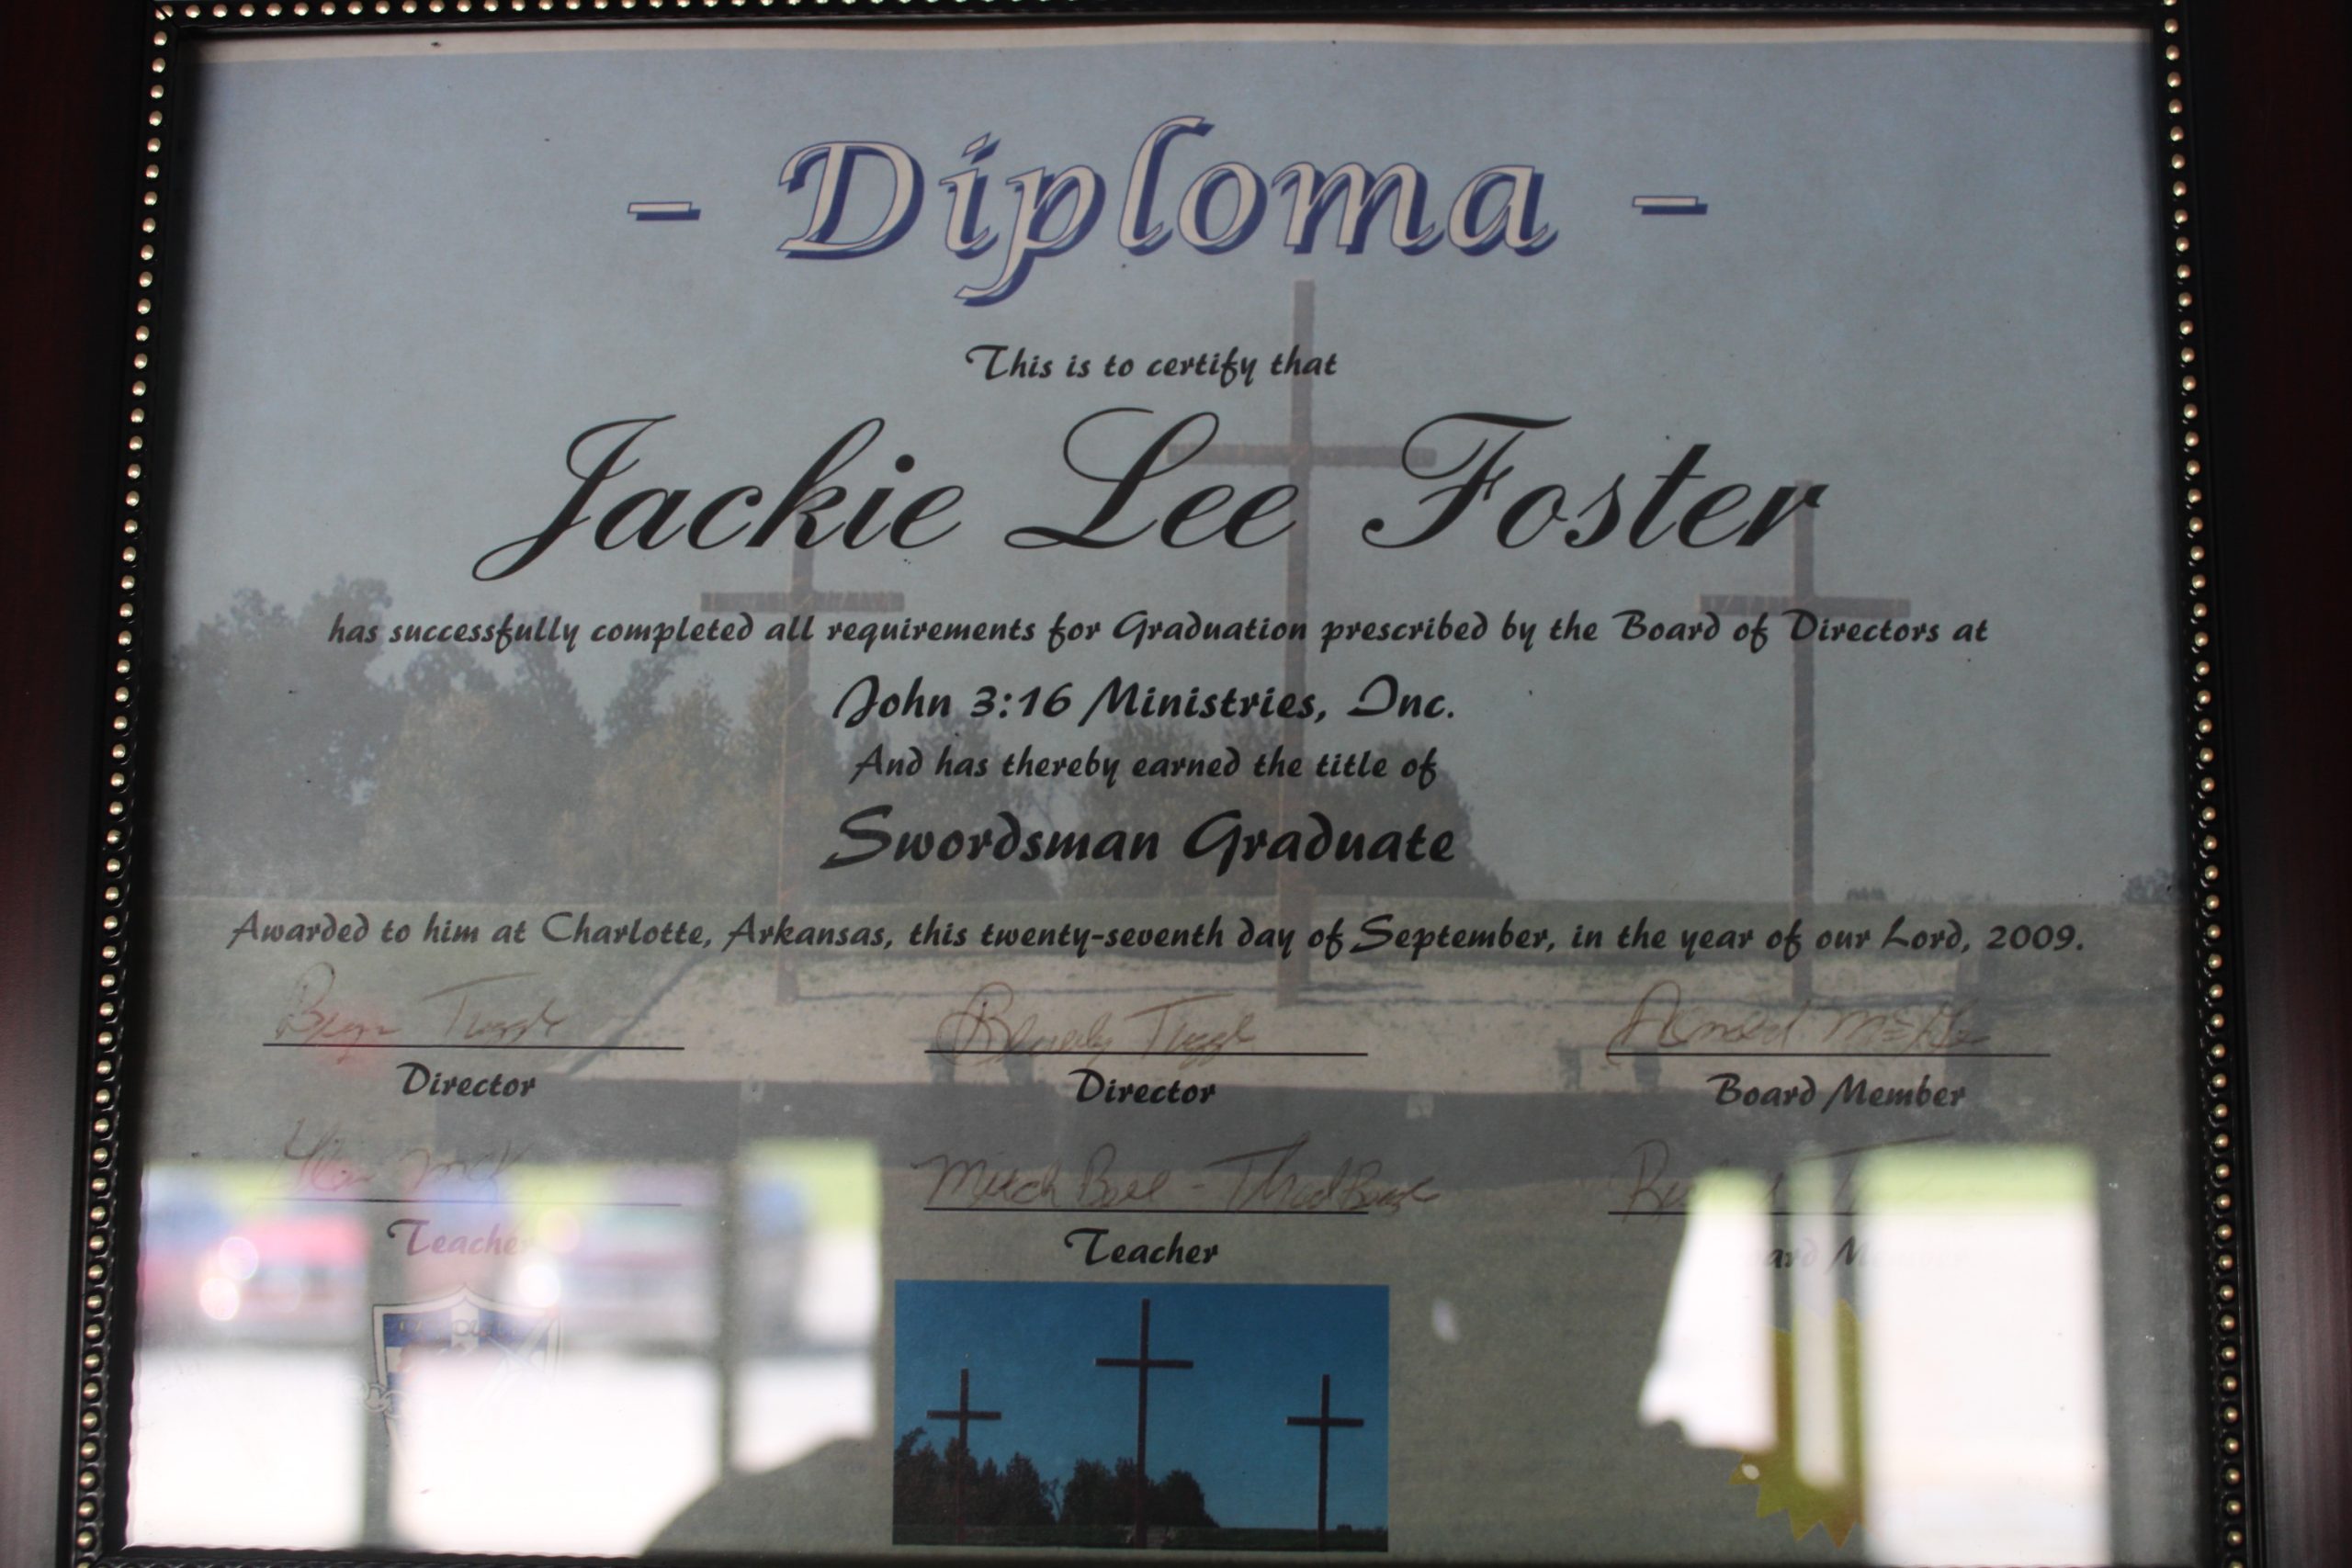 - Diploma -
This is to certify that
Jackie Lee Foster
has successfully completed all requirements for Graduation prescribed by the Board of Directors at
John 3:16 Ministries, Inc.
And has thereby earned the title of
Swordsman Graduate
Awarded to him at Charlotte, Arkansas, this twenty-seventh day of September, in the year of our Lord, 2009.
Beverly Tuggle
Director Director Board Member
Mitch
Teacher Teacher